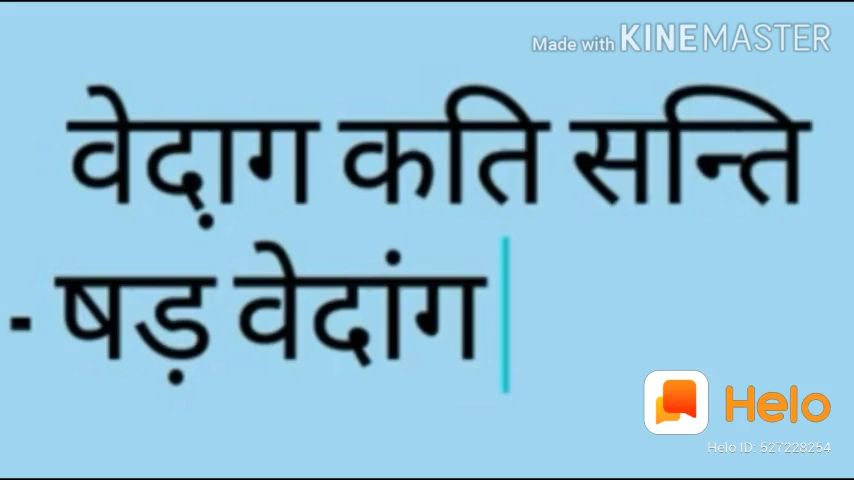 Made with KINEMASTER
वेदा़ग कति सन्ति
- षड़ वेदांग
Helo
Helo ID: 527228254